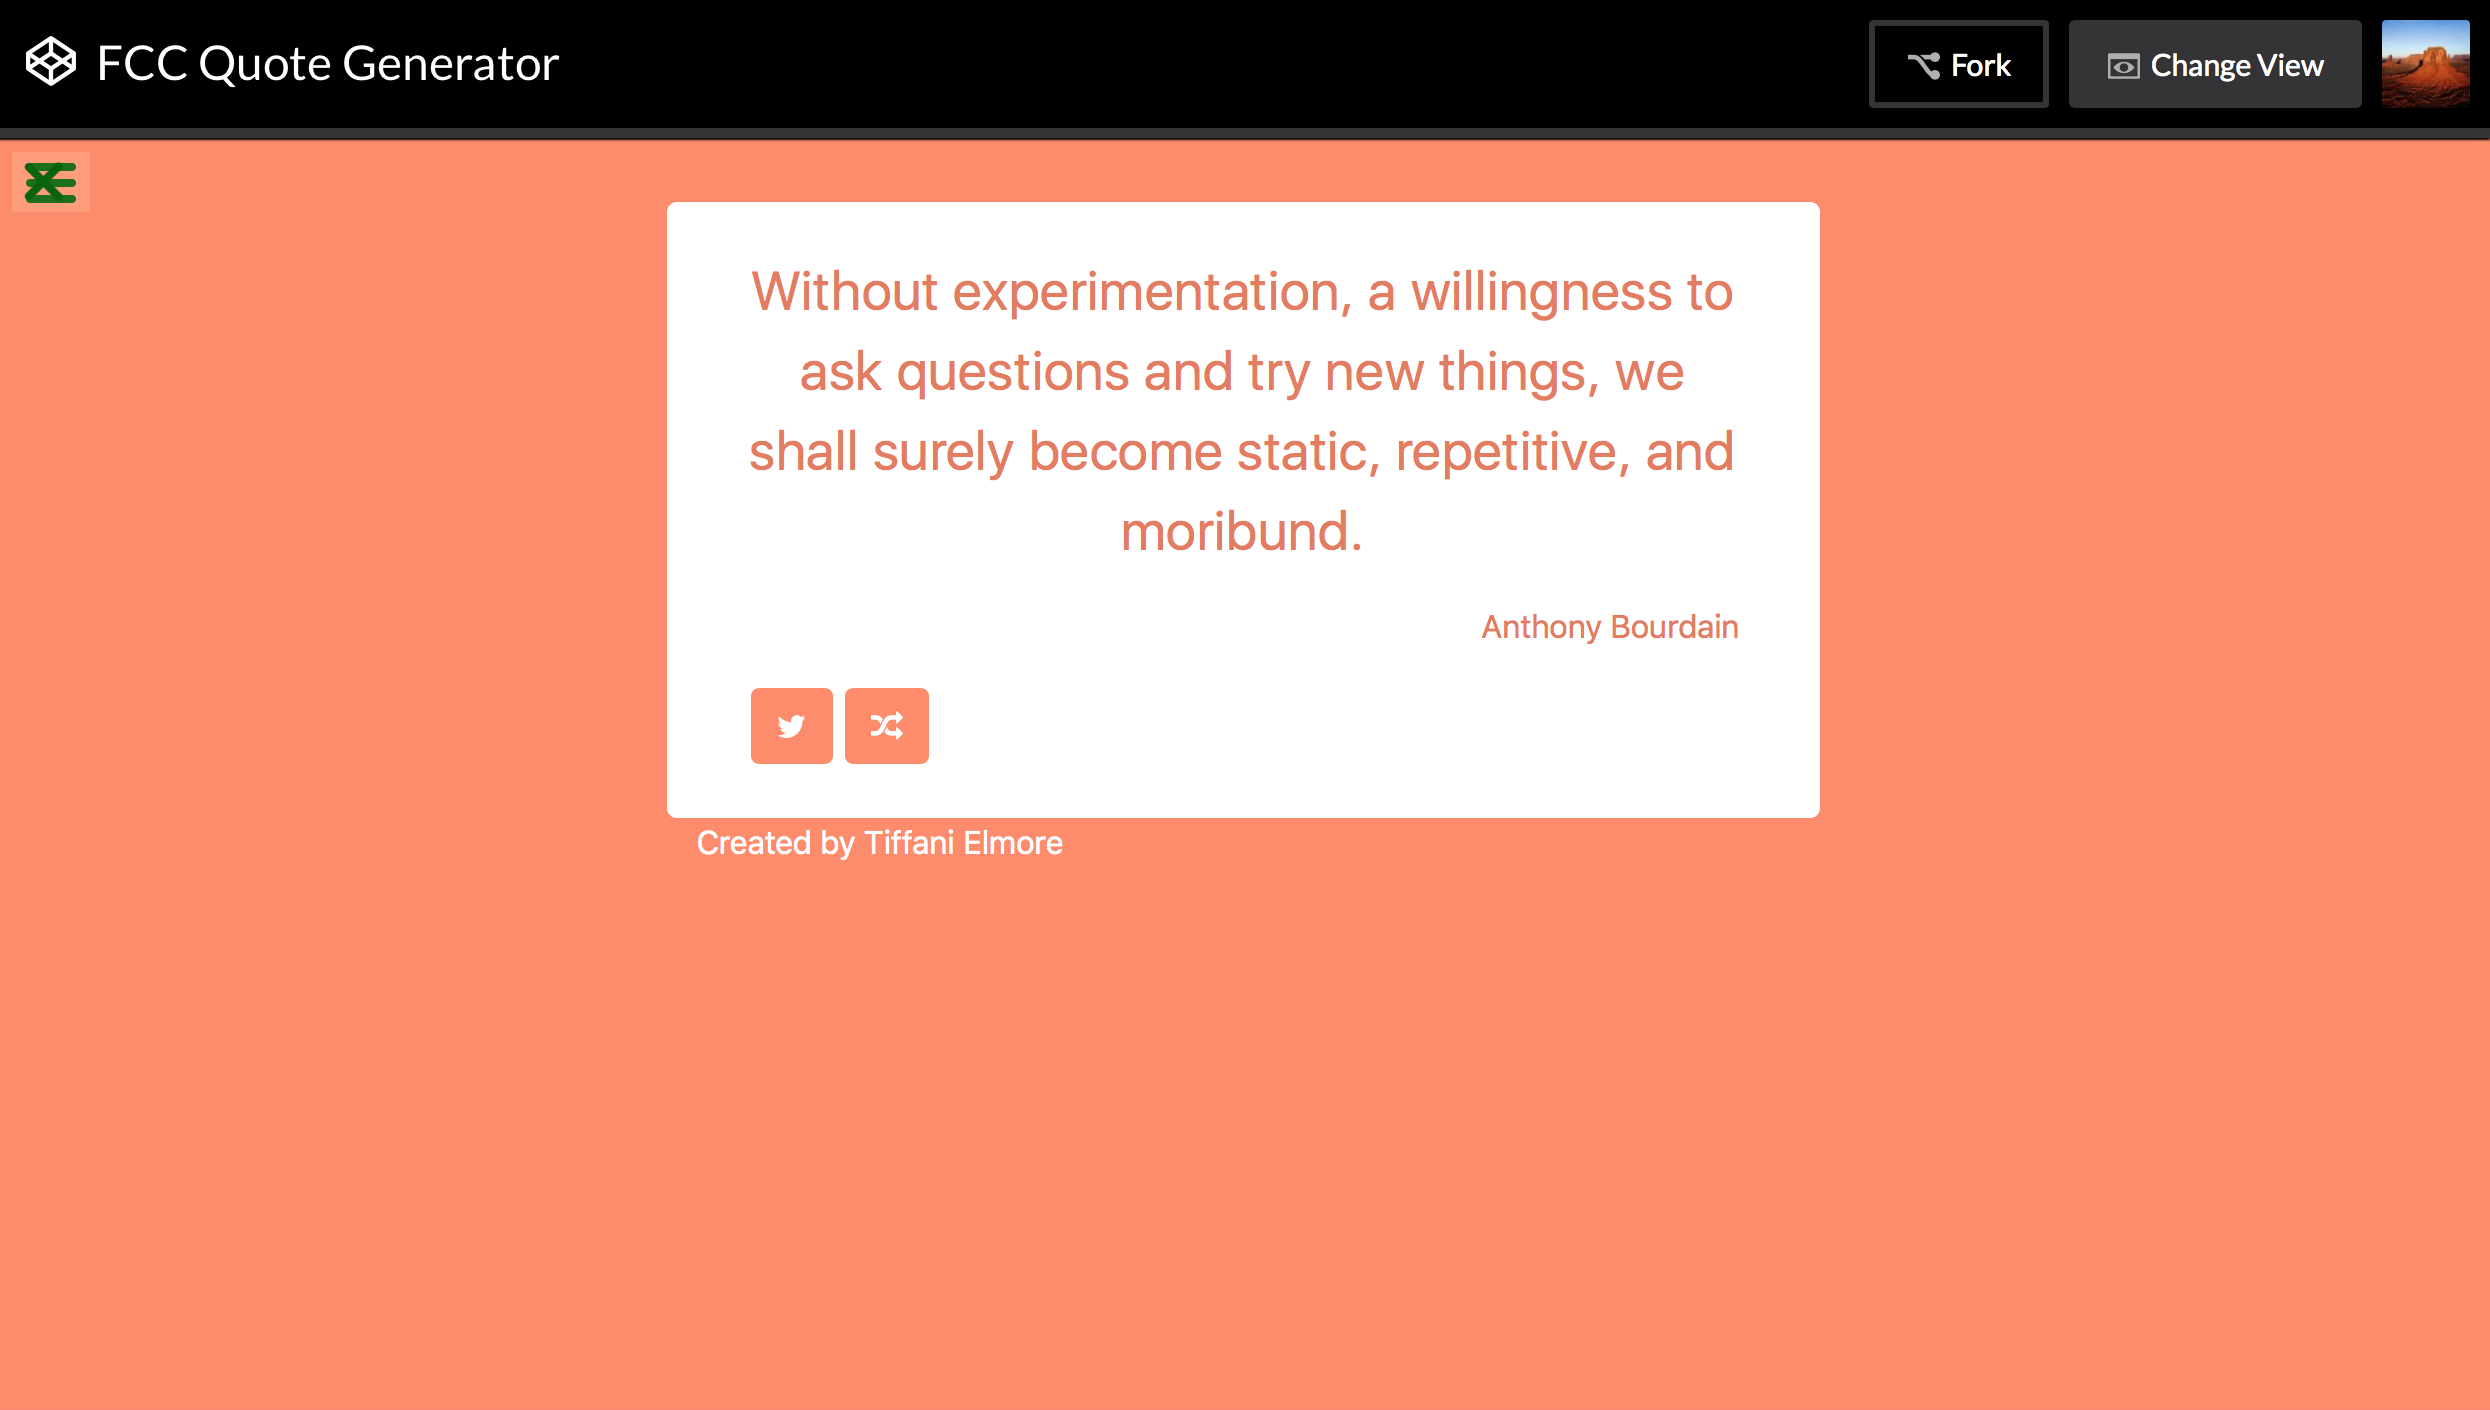 FCC Quote Generator
Fork
Change View
Without experimentation, a willingness to
ask questions and try new things, we
shall surely become static, repetitive, and
moribund.
Anthony Bourdain
Created by Tiffani Elmore